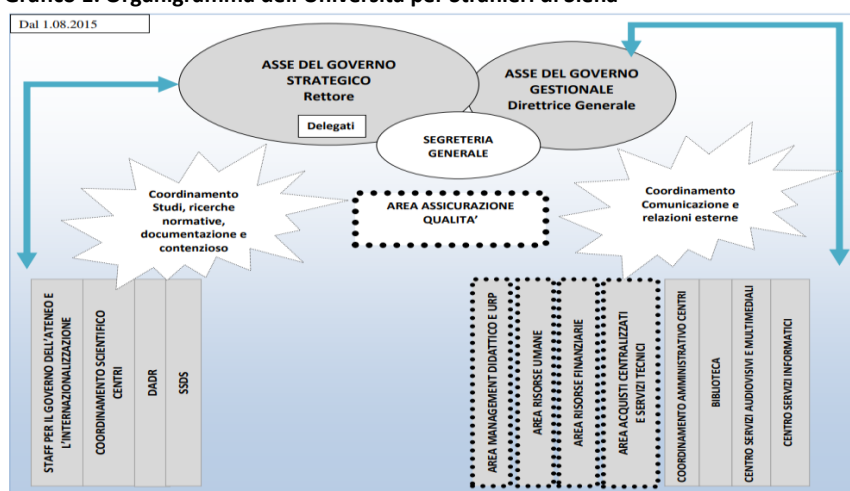 Grafico 1: Organigramma dell'Università per Stranieri di Siena
Dal 1.08.2015
ASSE DEL GOVERNO
STRATEGICO
Rettore
Delegati
ASSE DEL GOVERNO
GESTIONALE
Direttrice Generale
SEGRETERIA
GENERALE
Coordinamento
Studi, ricerche
normative,
documentazione e
contenzioso
AREA ASSICURAZIONE
QUALITA’
Coordinamento
Comunicazione e
relazioni esterne
STAFF PER IL GOVERNO DELL’ATENEO E
L’INTERNAZIONALIZZAZIONE
COORDINAMENTO SCIENTIFICO
CENTRI
DADR
SSDS
AREA MANAGEMENT DIDATTICO E URP
AREA RISORSE UMANE
AREA RISORSE FINANZIARIE
AREA ACQUISTI CENTRALIZZATI
E SERVIZI TECNICI
COORDINAMENTO AMMINISTRATIVO CENTRI
BIBLIOTECA
CENTRO SERVIZI AUDIOVISIVI E MULTIMEDIALI
CENTRO SERVIZI INFORMATICI